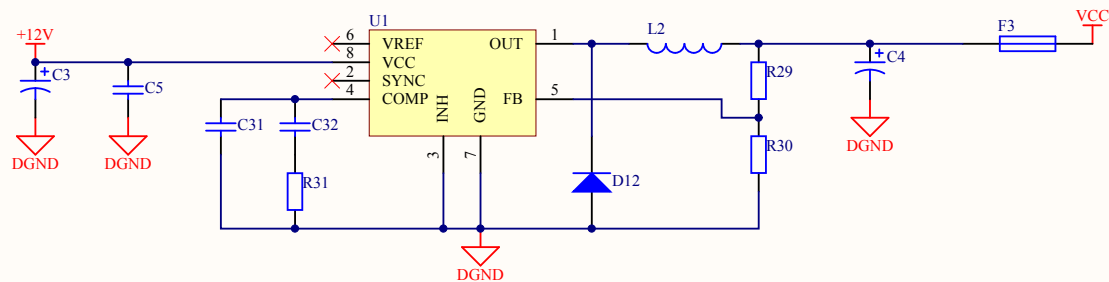 +12V
C3
DGND
C5
DGND
C31
C32
R31
U1
6
8
2
4
VREF
VCC
SYNC
COMP
OUT
FB
INH
GND
3
7
1
5
DGND
D12
L2
R29
R30
C4
DGND
F3
VCC